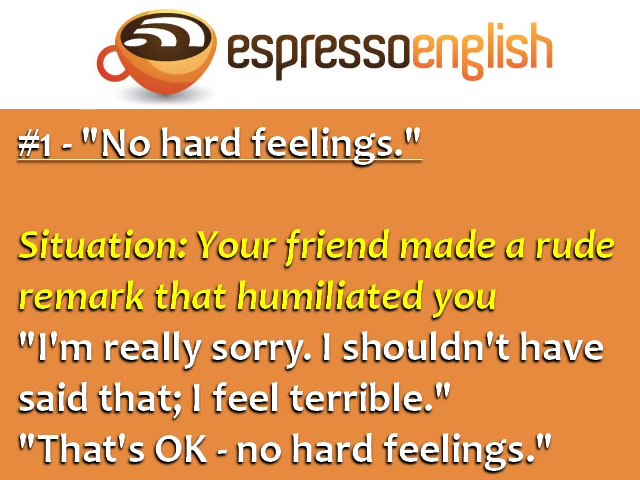 espressoenglish
#1 - "No hard feelings."
Situation: Your friend made a rude
remark that humiliated you
"I'm really sorry. I shouldn't have
said that; I feel terrible."
"That's OK - no hard feelings."